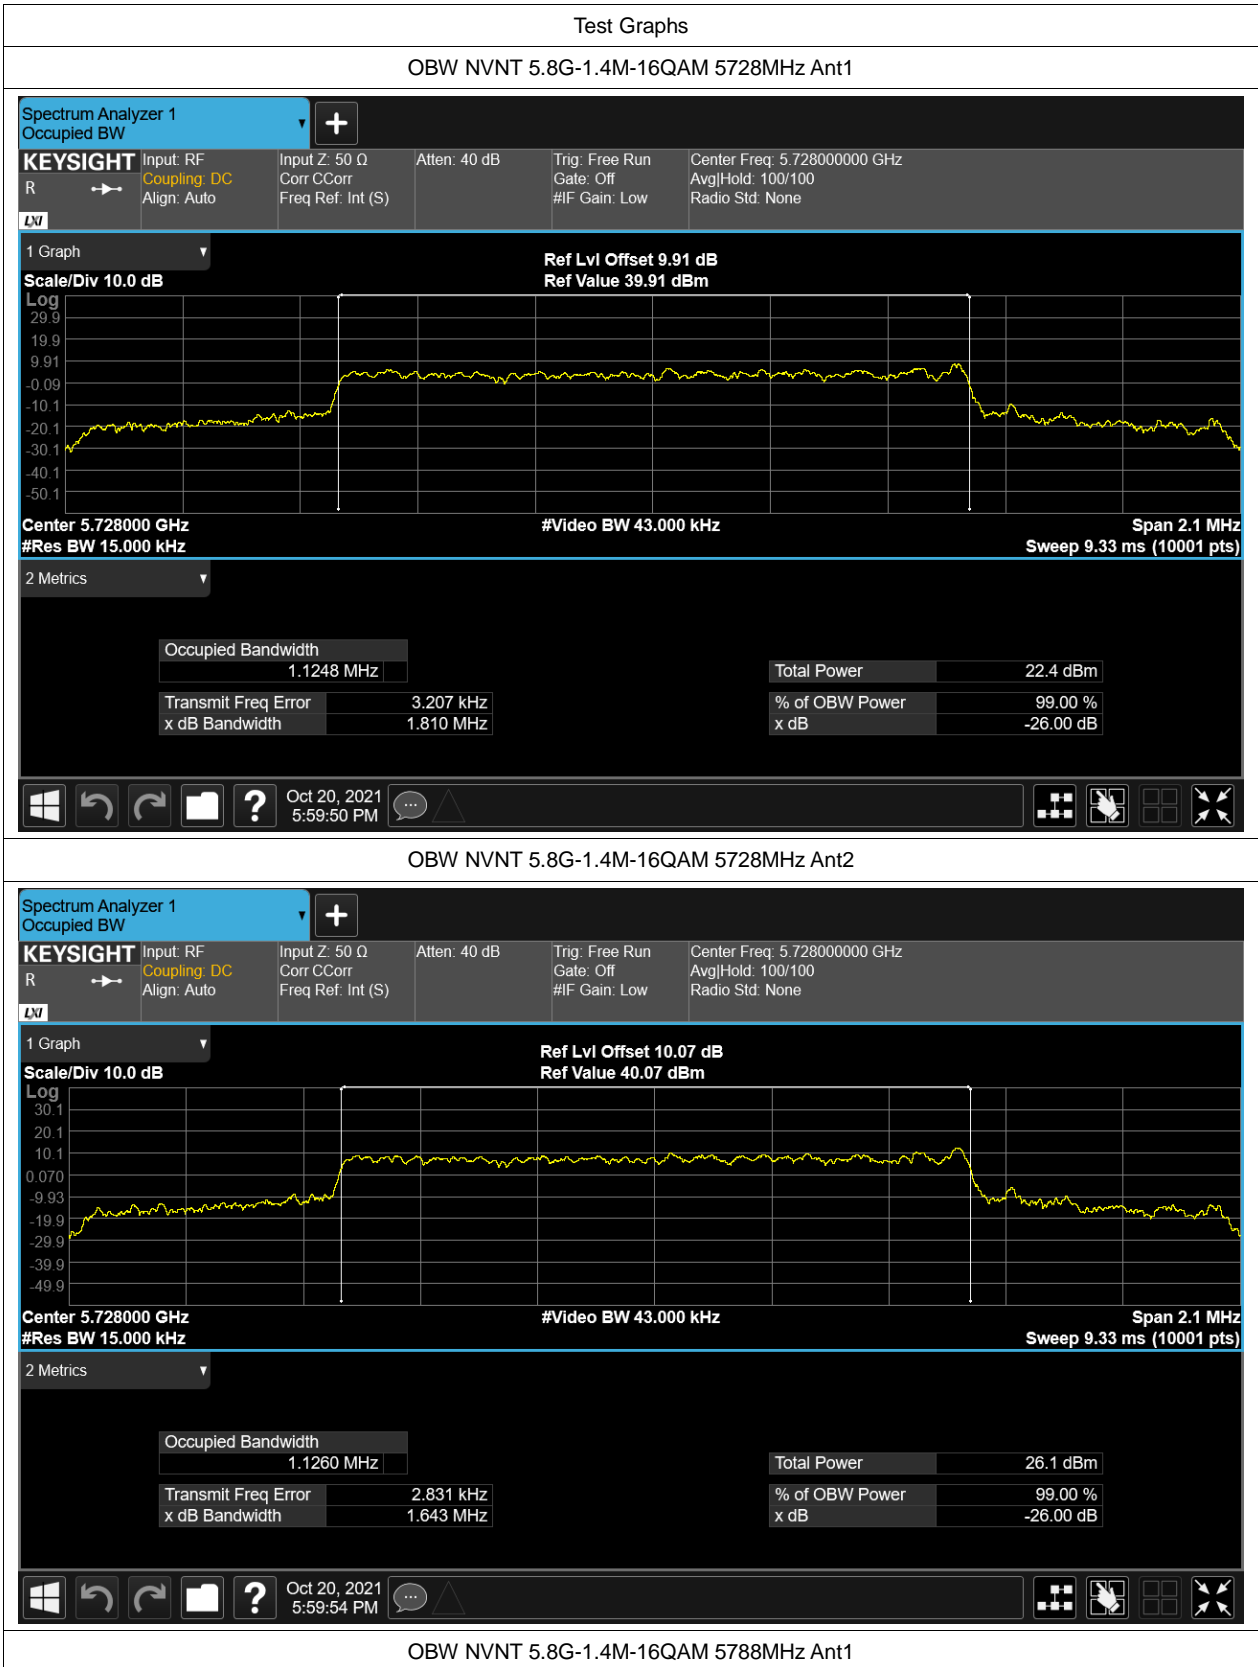 Test Graphs
OBW NVNT 5.8G-1.4M-16QAM 5728MHz Ant1
Spectrum Analyzer 1
Occupied BW
KEYSIGHT Input: RF Input Z: 50 Ω Atten: 40 dB Trig: Free Run Center Freq: 5.728000000 GHz
R Coupling: DC Corr CCorr Gate: Off Avg|Hold: 100/100
Align: Auto Freq Ref: Int (S) #IF Gain: Low Radio Std: None
LXI
1 Graph
Ref Lvl Offset 9.91 dB
Scale/Div 10.0 dB Ref Value 39.91 dBm
Log
29.9
19.9
9.91
-0.09
-10.1
-20.1
-30.1
-40.1
-50.1
Center 5.728000 GHz #Video BW 43.000 kHz Span 2.1 MHz
#Res BW 15.000 kHz Sweep 9.33 ms (10001 pts)
2 Metrics
Occupied Bandwidth
1.1248 MHz Total Power 22.4 dBm
Transmit Freq Error 3.207 kHz % of OBW Power 99.00 %
x dB Bandwidth 1.810 MHz x dB -26.00 dB
Oct 20, 2021
5:59:50 PM
OBW NVNT 5.8G-1.4M-16QAM 5728MHz Ant2
Spectrum Analyzer 1
Occupied BW
KEYSIGHT Input: RF Input Z: 50 Ω Atten: 40 dB Trig: Free Run Center Freq: 5.728000000 GHz
R Coupling: DC Corr CCorr Gate: Off Avg|Hold: 100/100
Align: Auto Freq Ref: Int (S) #IF Gain: Low Radio Std: None
LXI
1 Graph
Ref Lvl Offset 10.07 dB
Scale/Div 10.0 dB Ref Value 40.07 dBm
Log
30.1
20.1
10.1
0.070
-9.93
-19.9
-29.9
-39.9
-49.9
Center 5.728000 GHz #Video BW 43.000 kHz Span 2.1 MHz
#Res BW 15.000 kHz Sweep 9.33 ms (10001 pts)
2 Metrics
Occupied Bandwidth
1.1260 MHz Total Power 26.1 dBm
Transmit Freq Error 2.831 kHz % of OBW Power 99.00 %
x dB Bandwidth 1.643 MHz x dB -26.00 dB
Oct 20, 2021
5:59:54 PM
OBW NVNT 5.8G-1.4M-16QAM 5788MHz Ant1